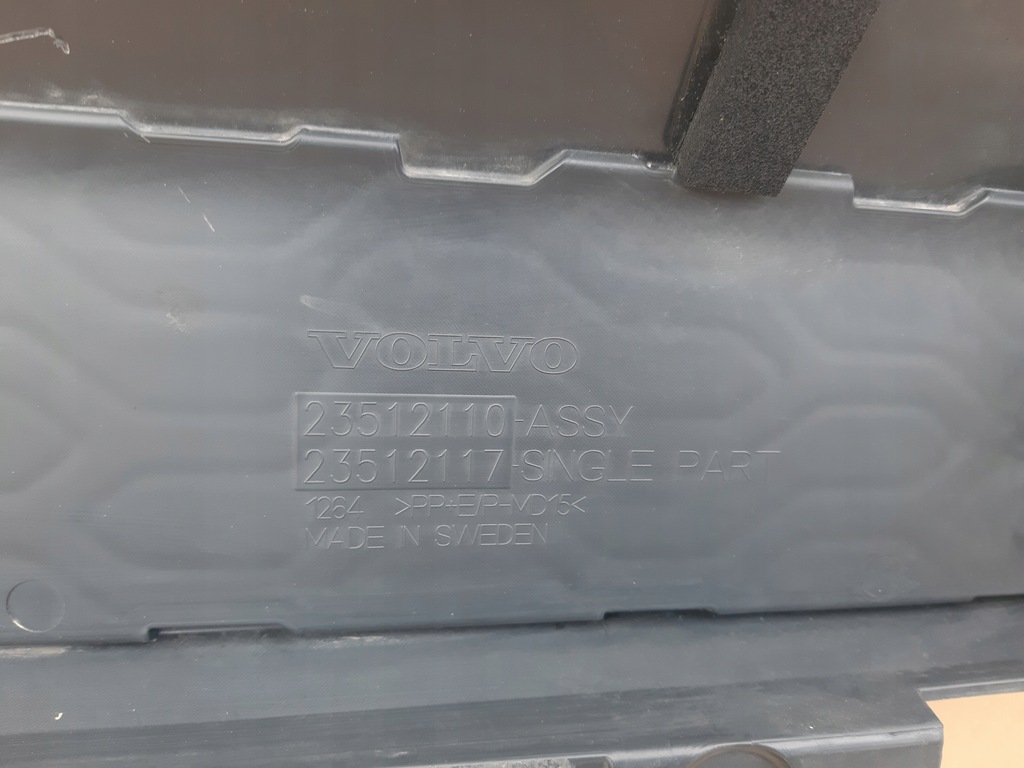 VOLVO
23512110-ASSY
23512117-SINGLE PART
1264 >PP+E/P-MD15<
MADE IN SWEDEN